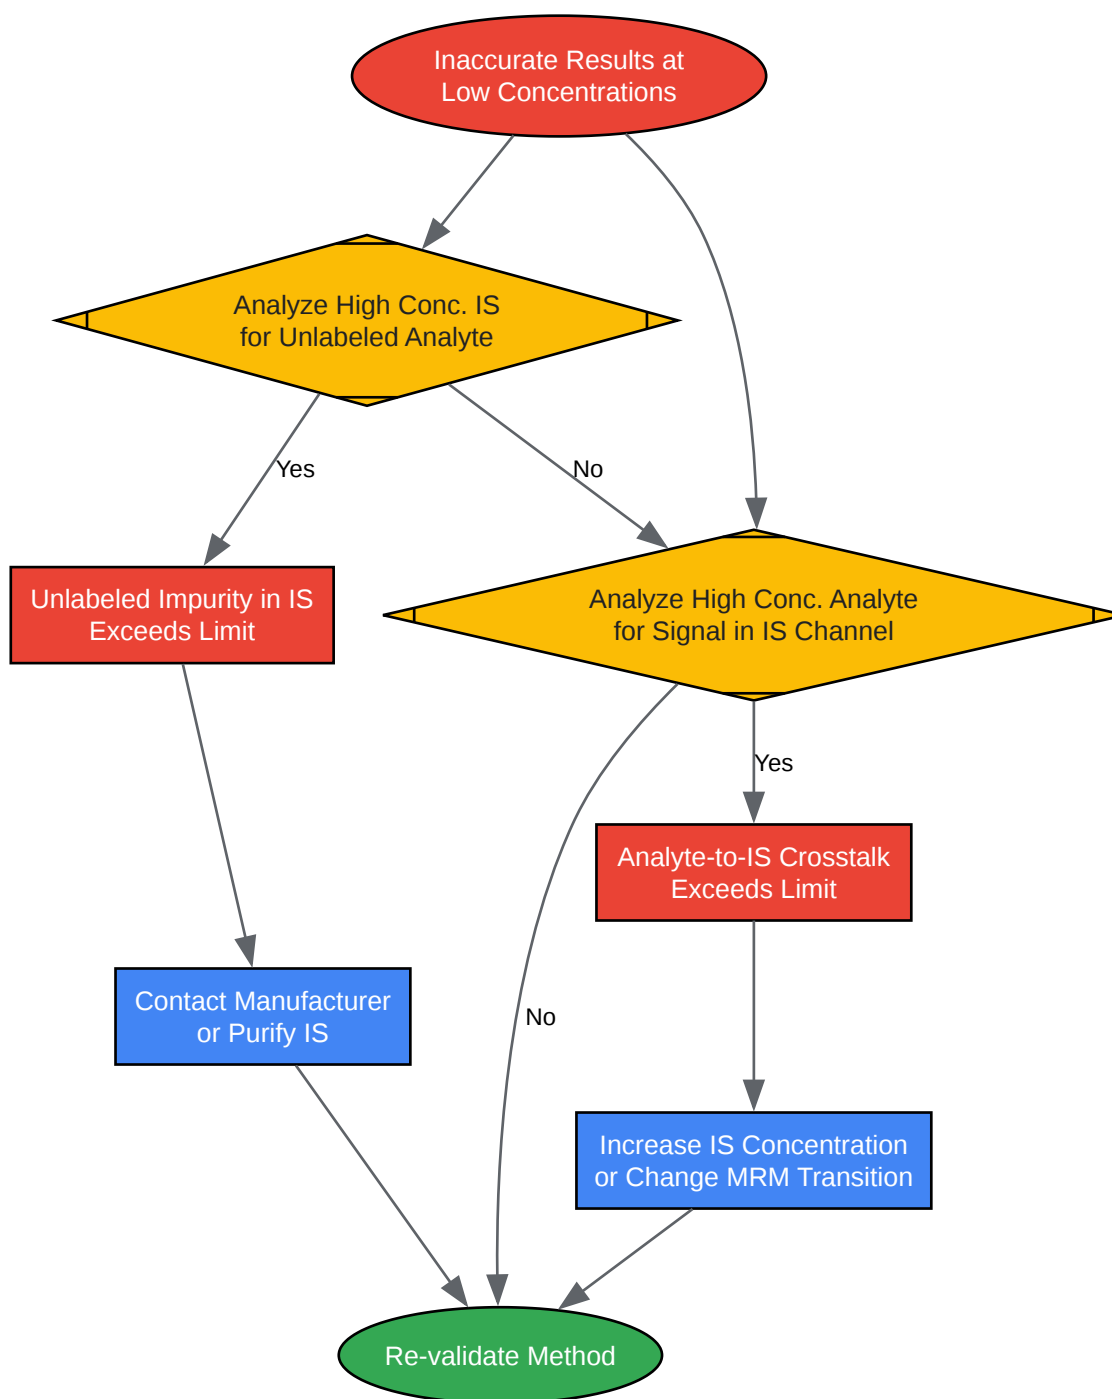 Inaccurate Results at
Low Concentrations
Analyze High Conc. IS
for Unlabeled Analyte
Yes
No
Unlabeled Impurity in IS
Exceeds Limit
Analyze High Conc. Analyte
for Signal in IS Channel
Yes
Analyte-to-IS Crosstalk
Exceeds Limit
Contact Manufacturer
or Purify IS
No
Increase IS Concentration
or Change MRM Transition
Re-validate Method